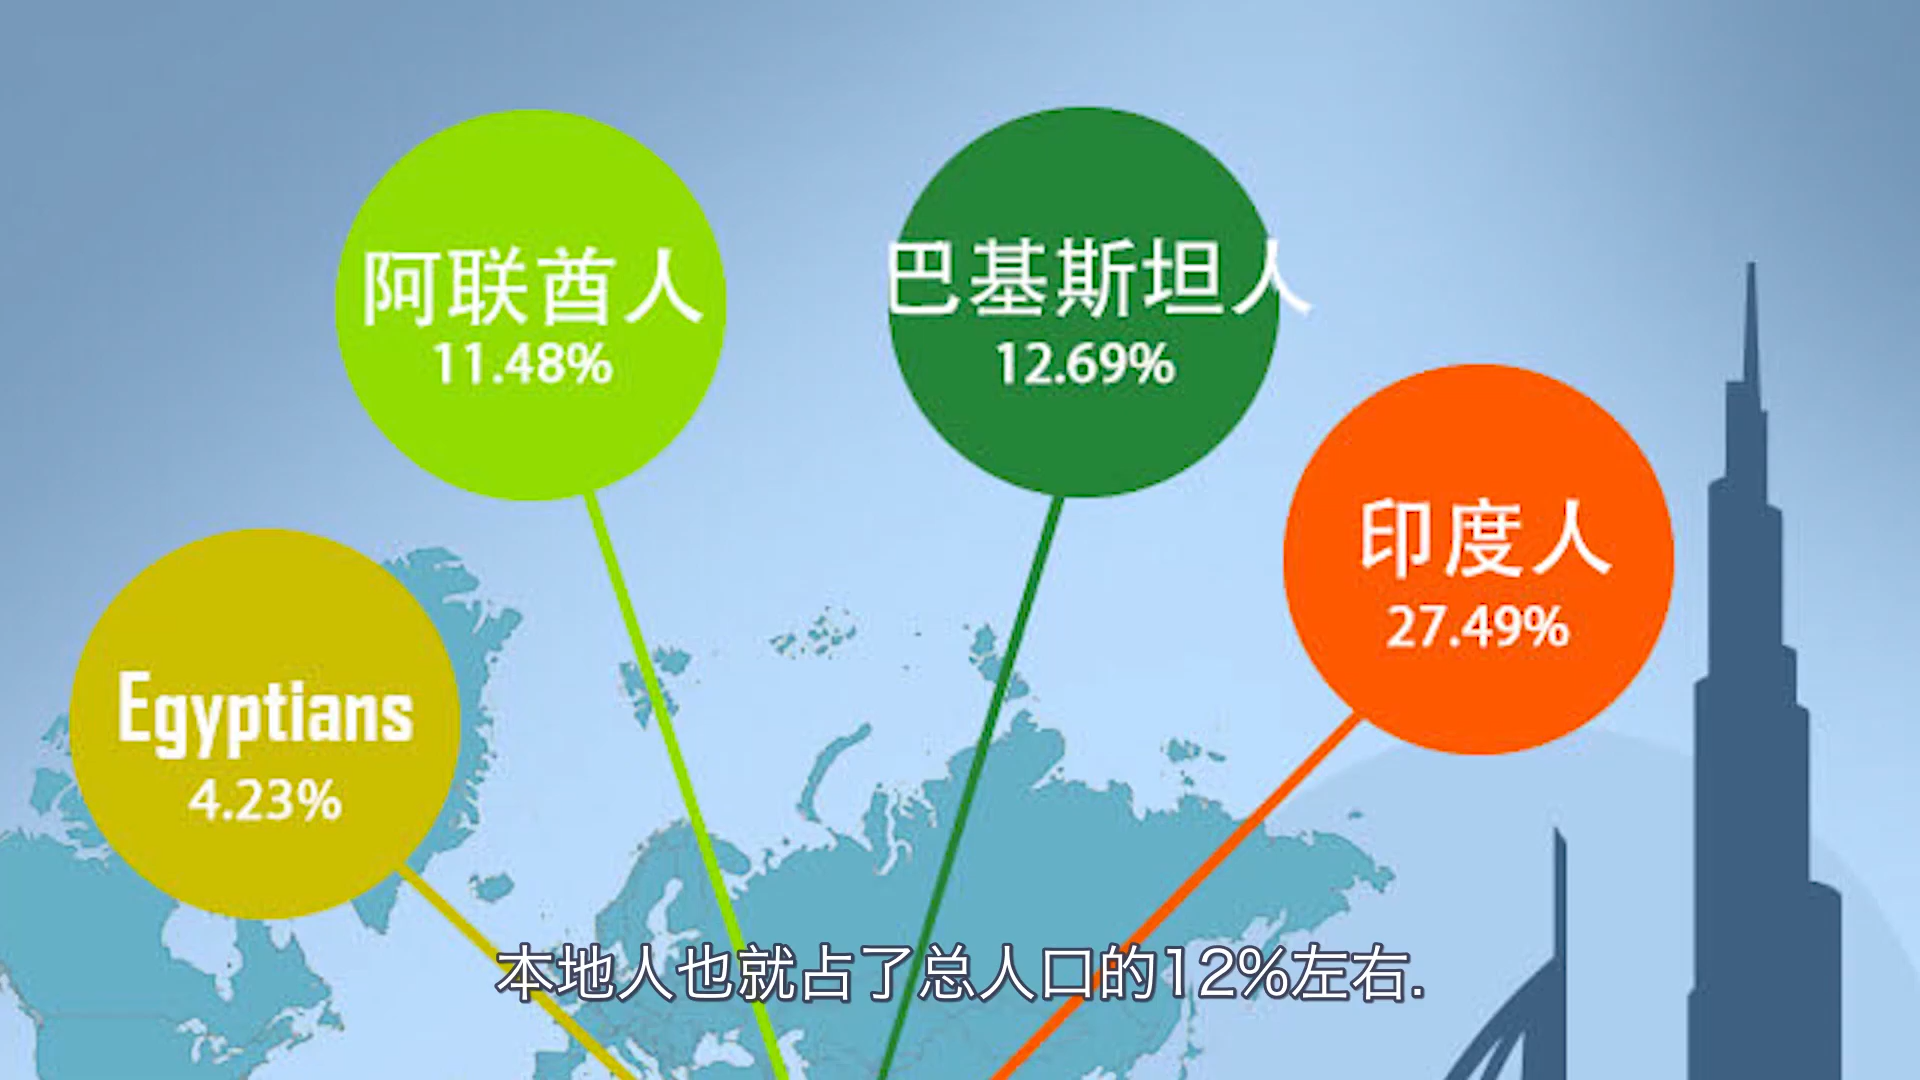 阿联酋人
11.48%
巴基斯坦人
12.69%
印度人
27.49%
Egyptians
4.23%
本地人也就占了总人口的12%左右.